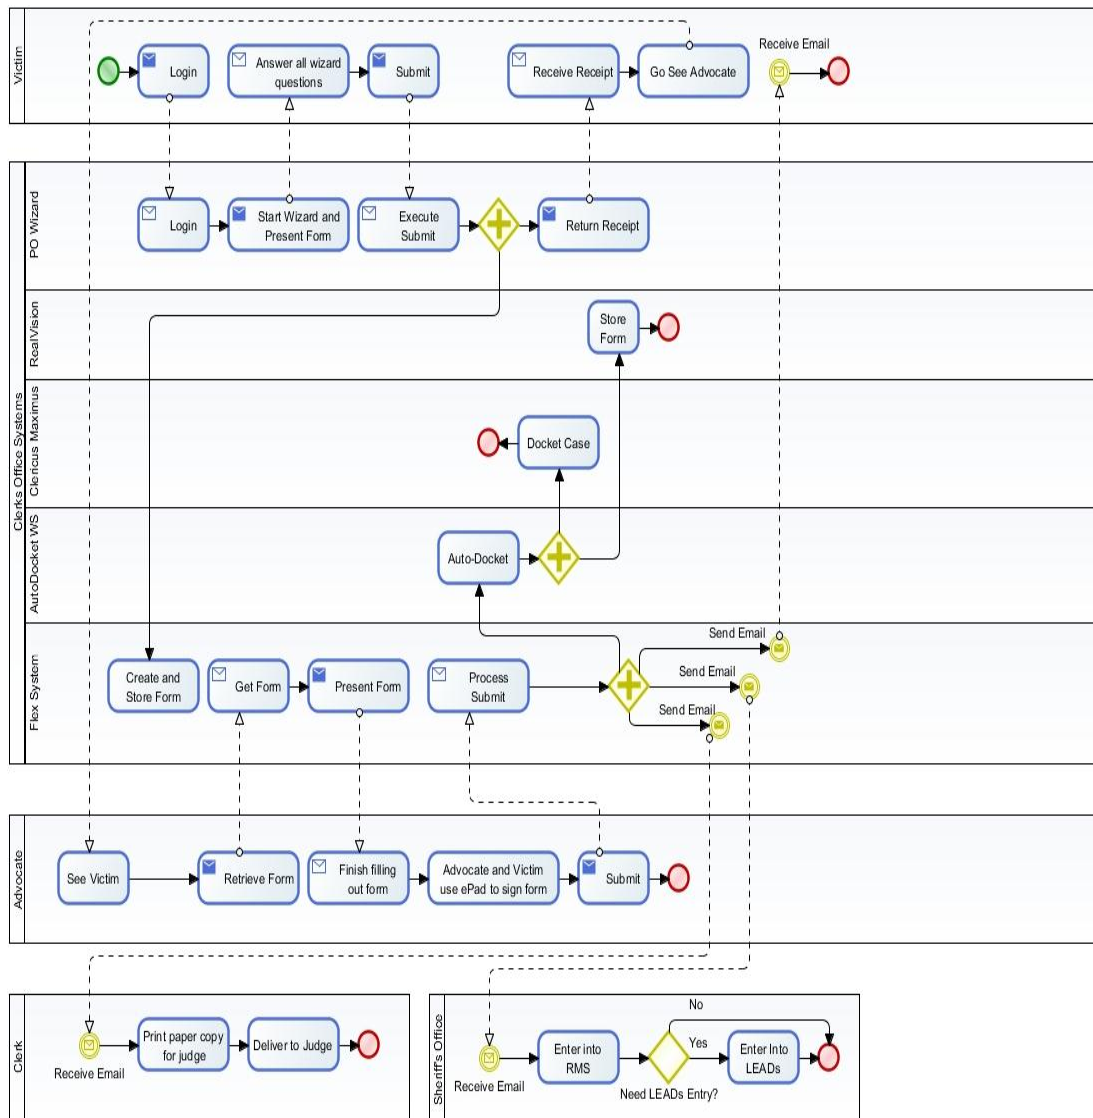 Victim
Login
Answer all wizard
questions
Submit
Receive Receipt
Go See Advocate
Receive Email
Clerks Office Systems
PO Wizard
Login
Start Wizard and
Present Form
Execute
Submit
Return Receipt
RealVision
Store
Form
Clericus Maximus
Docket Case
AutoDocket WS
Auto-Docket
Flex System
Create and
Store Form
Get Form
Present Form
Process
Submit
Send Email
Send Email
Send Email
Advocate
See Victim
Retrieve Form
Finish filling
out form
Advocate and Victim
use ePad to sign form
Submit
Clerk
Receive Email
Print paper copy
for judge
Deliver to Judge
Sheriff's Office
Receive Email
Enter into
RMS
Need LEADs Entry?
No
Yes
Enter Into
LEADs